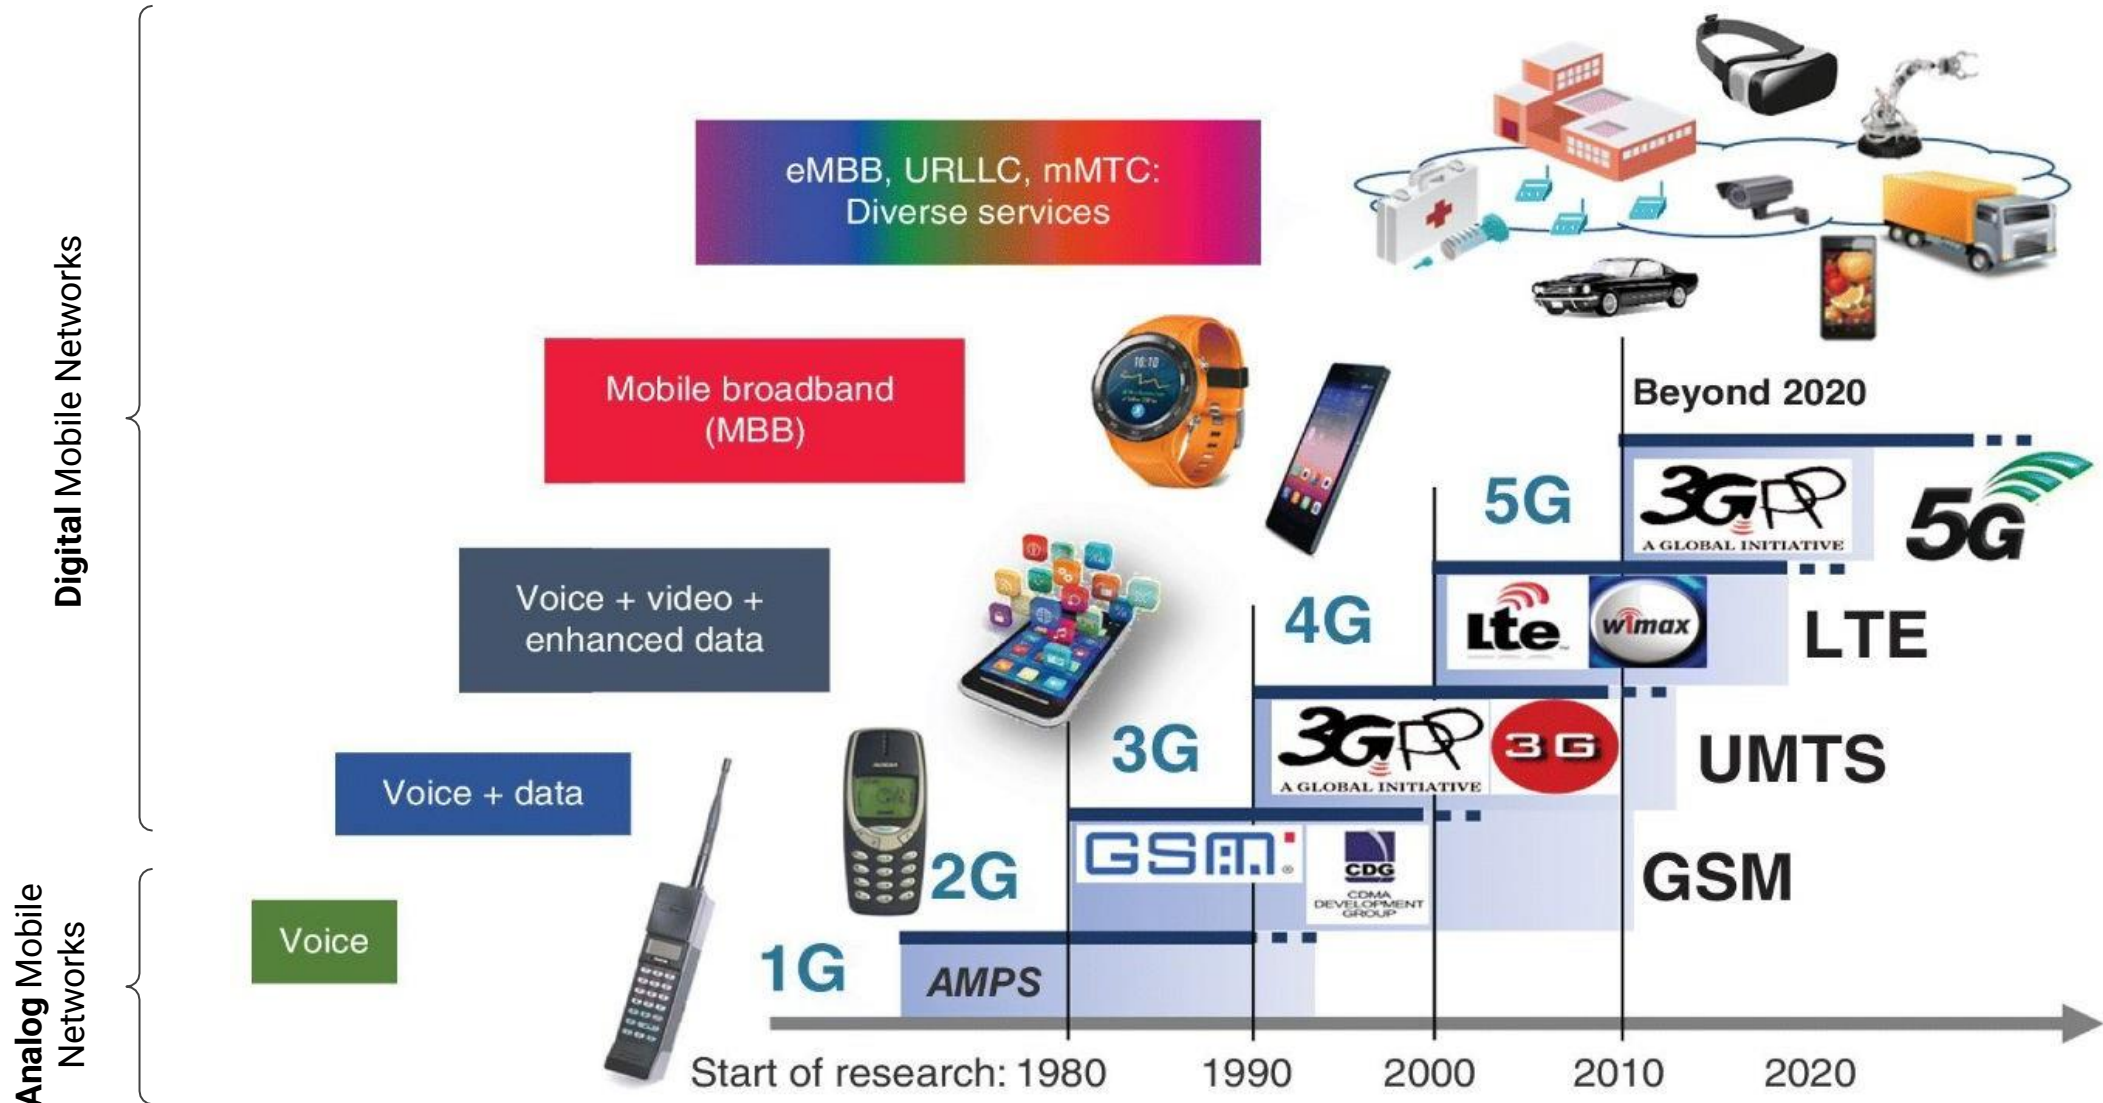 Digital Mobile Networks
Analog Mobile
Networks
eMBB, URLLC, mMTC:
Diverse services
Mobile broadband
(MBB)
Voice + video +
enhanced data
Voice + data
Voice
16:10
Beyond 2020
5G
3GPP
A GLOBAL INITIATIVE
5G
4G
Lte
wimax
LTE
3G
3GPP
A GLOBAL INITIATIVE
3G
UMTS
2G
GSM
CDG
CDMA
DEVELOPMENT
GROUP
GSM
1G
AMPS
Start of research: 1980
1990
2000
2010
2020